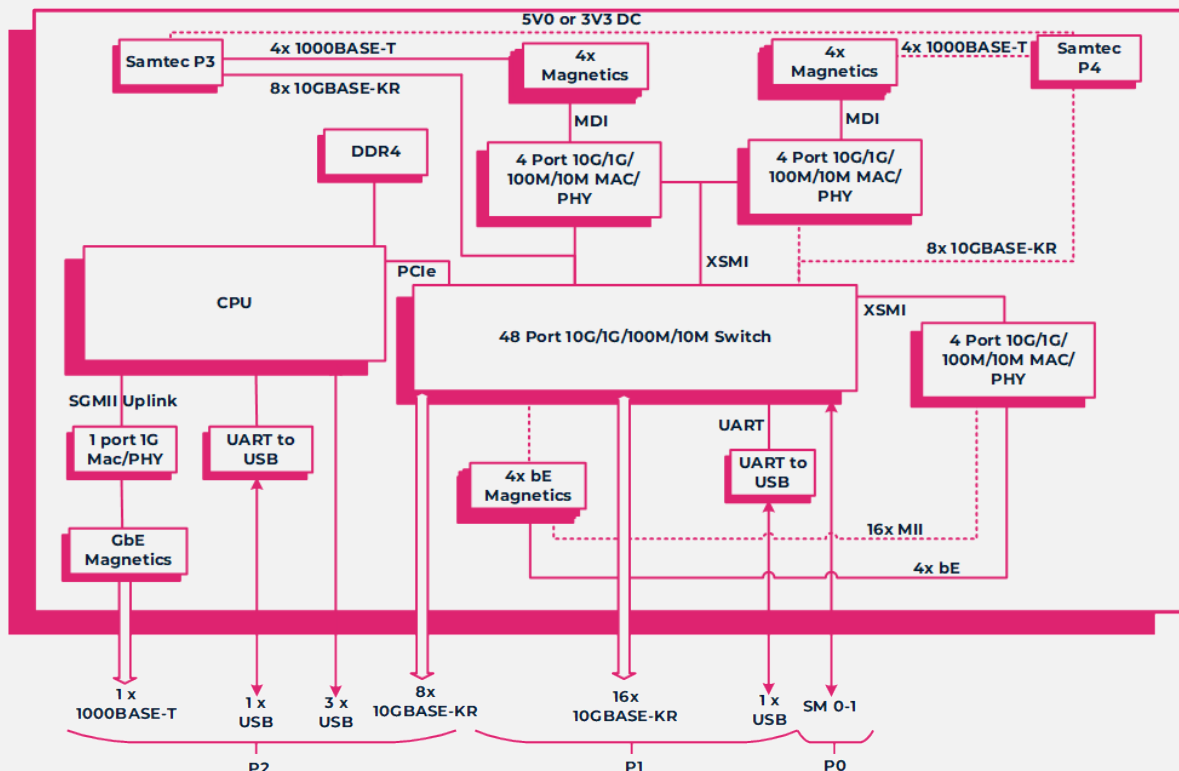 5V0 or 3V3 DC
Samtec P3
4x 1000BASE-T
8x 10GBASE-KR
4x
Magnetics
4x
Magnetics
4x 1000BASE-T
Samtec
P4
MDI
MDI
DDR4
4 Port 10G/1G/
100M/10M MAC/
PHY
4 Port 10G/1G/
100M/10M MAC/
PHY
8x 10GBASE-KR
XSMI
PCIe
CPU
48 Port 10G/1G/100M/10M Switch
XSMI
4 Port 10G/1G/
100M/10M MAC/
PHY
SGMII Uplink
1 port 1G
Mac/PHY
UART to
USB
4x bE
Magnetics
UART
UART to
USB
16x MII
GbE
Magnetics
4x bE
1 x
1000BASE-T
1 x
USB
3 x
USB
8x
10GBASE-KR
16x
10GBASE-KR
1 x
USB
SM 0-1
P2
P1
P0